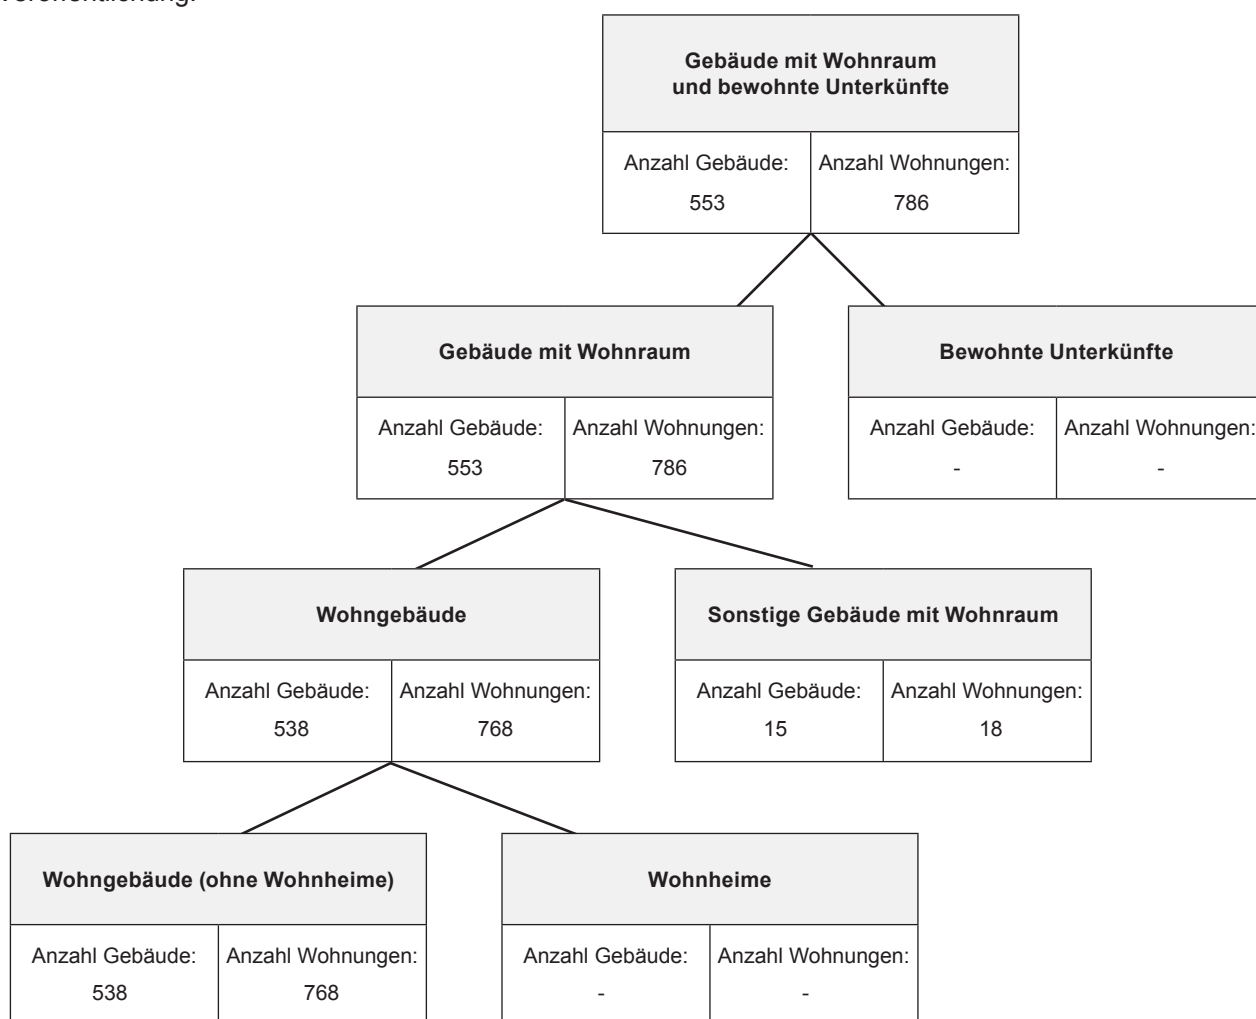 Veröffentlichung.
Gebäude mit Wohnraum
und bewohnte Unterkünfte
Anzahl Gebäude:
553
Anzahl Wohnungen:
786
Gebäude mit Wohnraum
Anzahl Gebäude:
553
Anzahl Wohnungen:
786
Bewohnte Unterkünfte
Anzahl Gebäude:
-
Anzahl Wohnungen:
-
Wohngebäude
Anzahl Gebäude:
538
Anzahl Wohnungen:
768
Sonstige Gebäude mit Wohnraum
Anzahl Gebäude:
15
Anzahl Wohnungen:
18
Wohngebäude (ohne Wohnheime)
Anzahl Gebäude:
538
Anzahl Wohnungen:
768
Wohnheime
Anzahl Gebäude:
-
Anzahl Wohnungen:
-